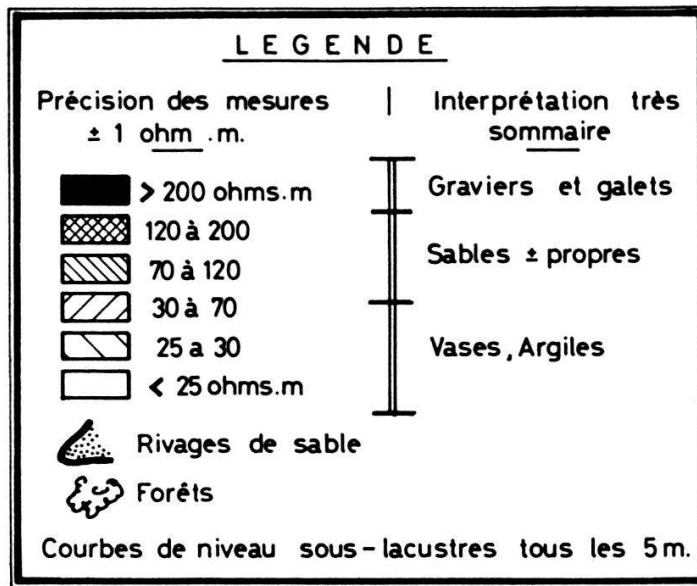 LEGENDE
Précision des mesures
± 1 ohm .m.
Interprétation très
sommaire
> 200 ohms.m
120 à 200
70 à 120
30 à 70
25 a 30
< 25 ohms.m
Graviers et galets
Sables ± propres
Vases, Argiles
Rivages de sable
Forêts
Courbes de niveau sous-lacustres tous les 5 m.